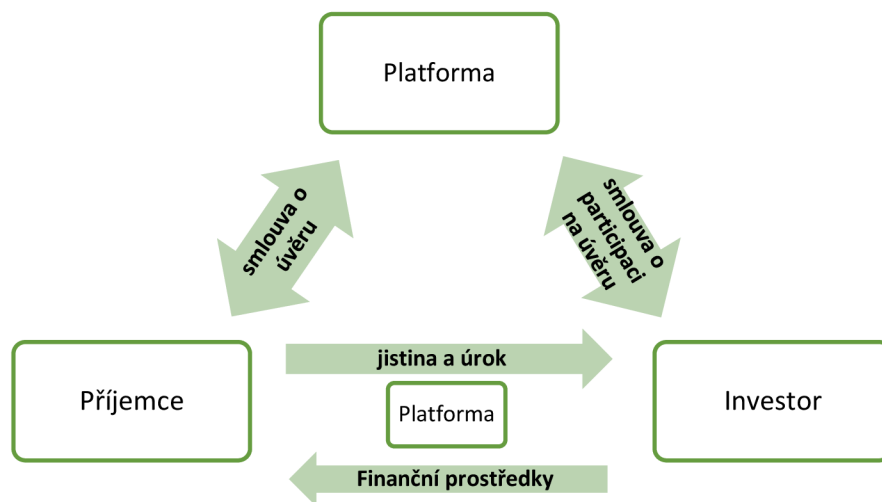 Platforma
smlouva o
úvěru
smlouva o
participaci
na úvěru
Příjemce
jistina a úrok
Platforma
Investor
Finanční prostředky